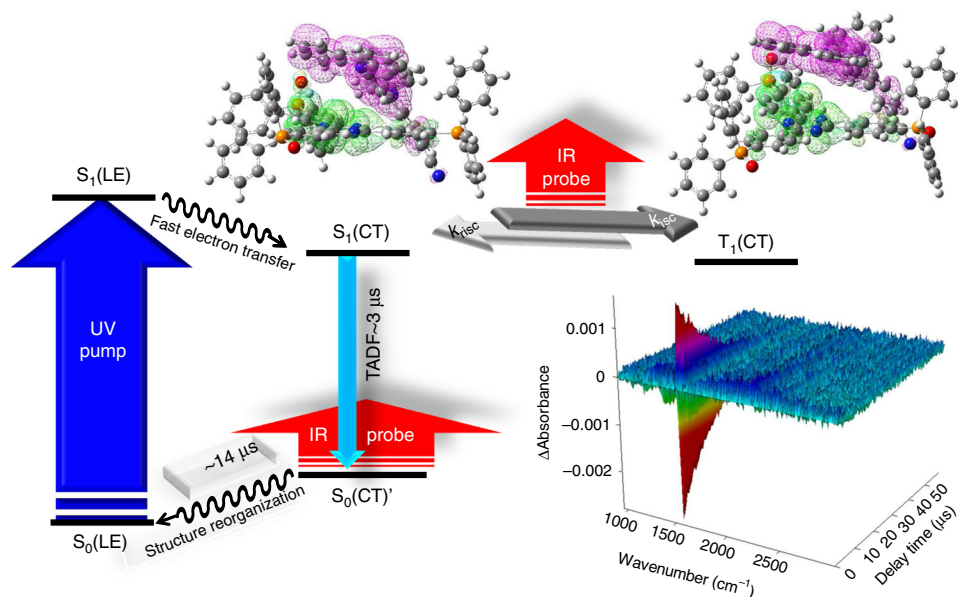 S₁(LE)
Fast electron transfer
S₁(CT)
IR
probe
k_risc
k_isc
T₁(CT)
UV
pump
TADF~3 μs
IR probe
~14 μs
S₀(CT)’
Structure reorganization
S₀(LE)
ΔAbsorbance
0.001
0
−0.001
−0.002
1000
1500
2000
2500
Wavenumber (cm⁻¹)
0
10
20
30
40
50
Delay time (μs)